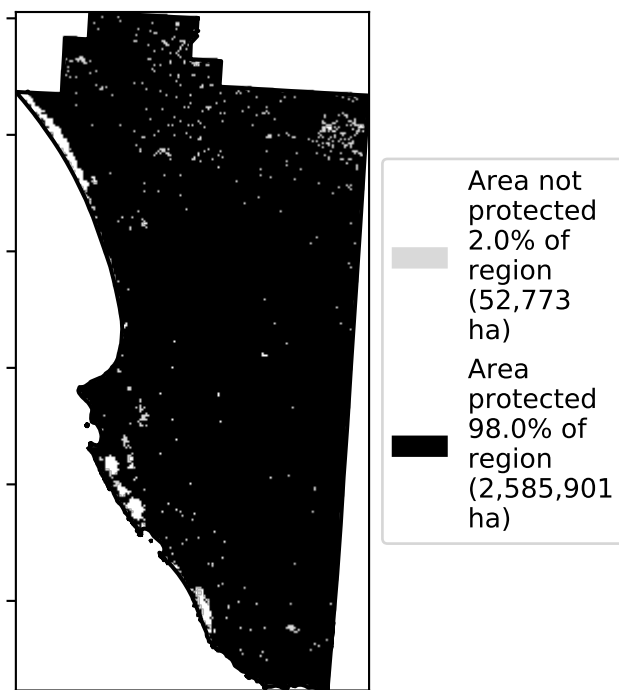 Area not
protected
2.0% of
region
(52,773
ha)
Area
protected
98.0% of
region
(2,585,901
ha)